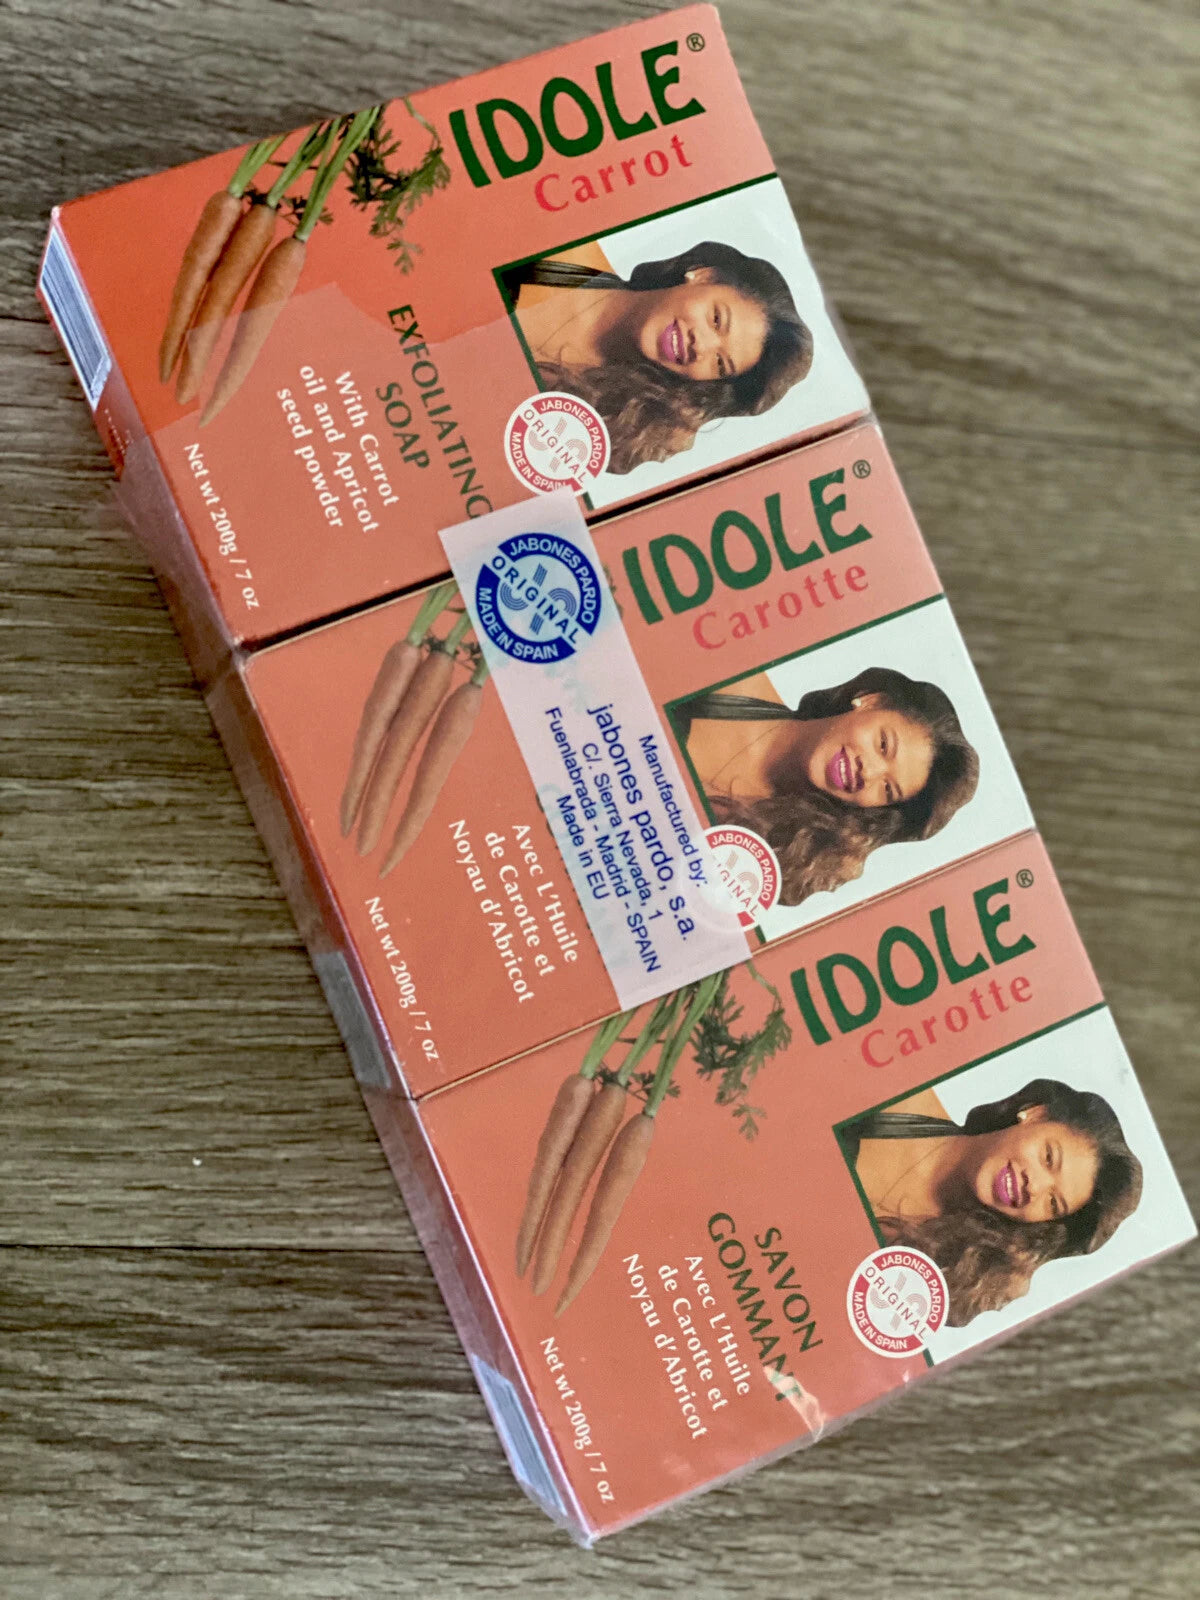 IDOLE®
Carrot
EXFOLIATING
SOAP
With Carrot
oil and Apricot
seed powder
Net wt 200g / 7 oz
JABONES PARDO
ORIGINAL
MADE IN SPAIN
IDOLE®
Carotte
Avec L'Huile
de Carotte et
Noyau d'Abricot
Net wt 200g / 7 oz
JABONES PARDO
JABONES PARDO
ORIGINAL
MADE IN SPAIN
Manufactured by:
jabones pardo, s.a.
C/. Sierra Nevada, 1
Fuenlabrada - Madrid - SPAIN
Made in EU
IDOLE®
Carotte
SAVON
GOMMANT
Avec L'Huile
de Carotte et
Noyau d'Abricot
Net wt 200g / 7 oz
JABONES PARDO
ORIGINAL
MADE IN SPAIN